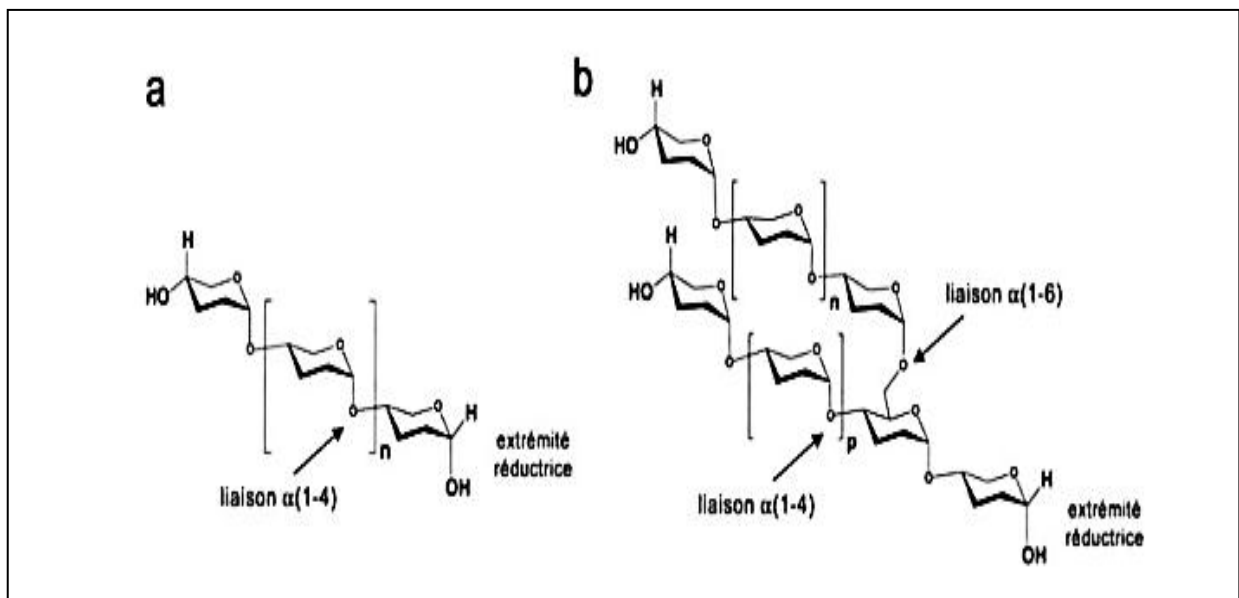 a
H
HO
O
O
O
O
n
O
H
OH
liaison α(1-4)
extrémité
réductrice
b
H
HO
O
O
O
O
n
O
liaison α(1-6)
O
H
HO
O
O
O
O
p
O
liaison α(1-4)
O
O
H
OH
extrémité
réductrice